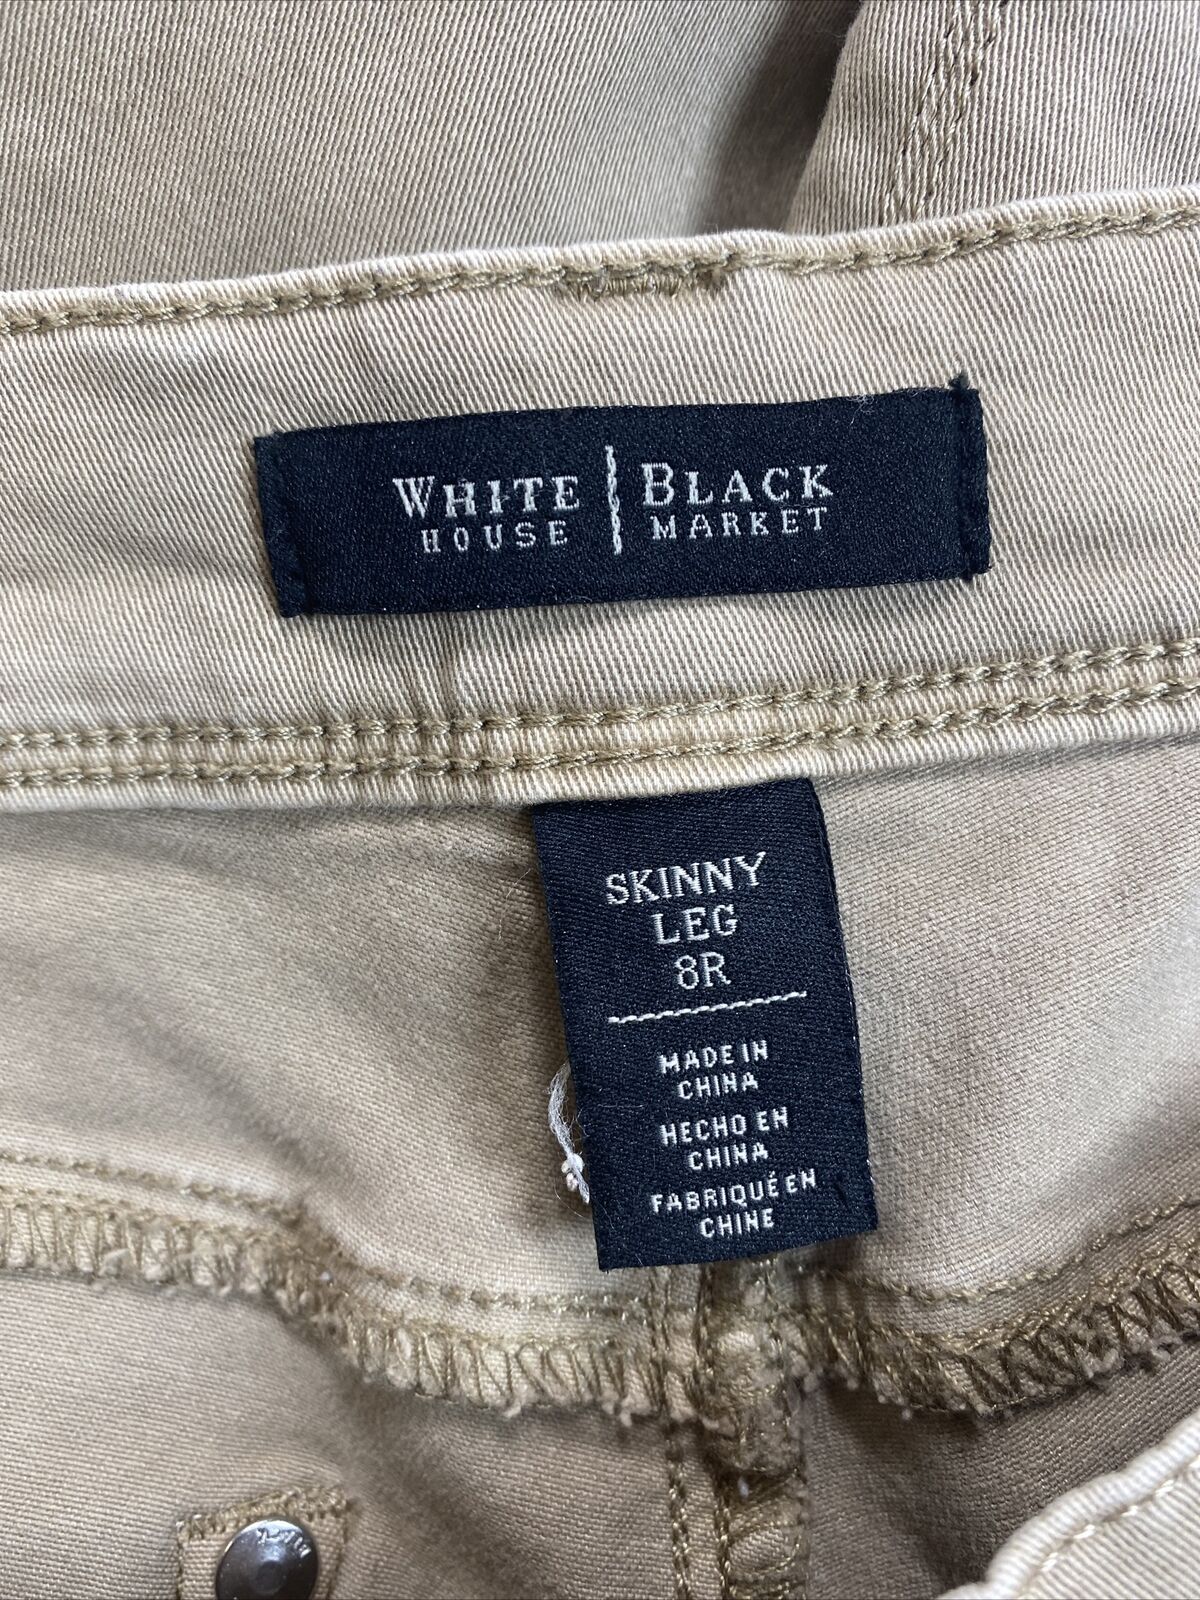 WHITE | BLACK
HOUSE | MARKET
SKINNY
LEG
8R
MADE IN
CHINA
HECHO EN
CHINA
FABRIQUÉ EN
CHINE